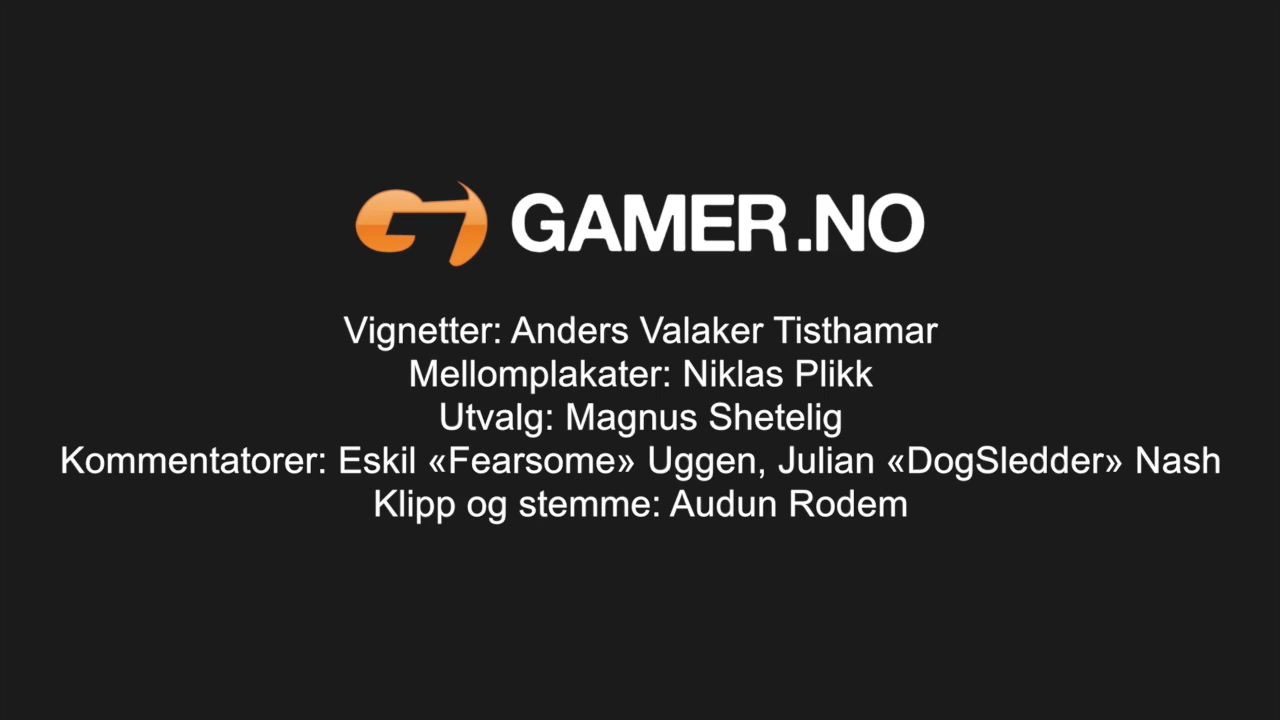 GAMER.NO
Vignetter: Anders Valaker Tisthamar
Mellomplakater: Niklas Plikk
Utvalg: Magnus Shetelig
Kommentatorer: Eskil «Fearsome» Uggen, Julian «DogSledder» Nash
Klipp og stemme: Audun Rodem